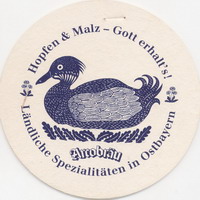 Hopfen & Malz – Gott erhalt's!
Arcobräu
Ländliche Spezialitäten in Ostbayern